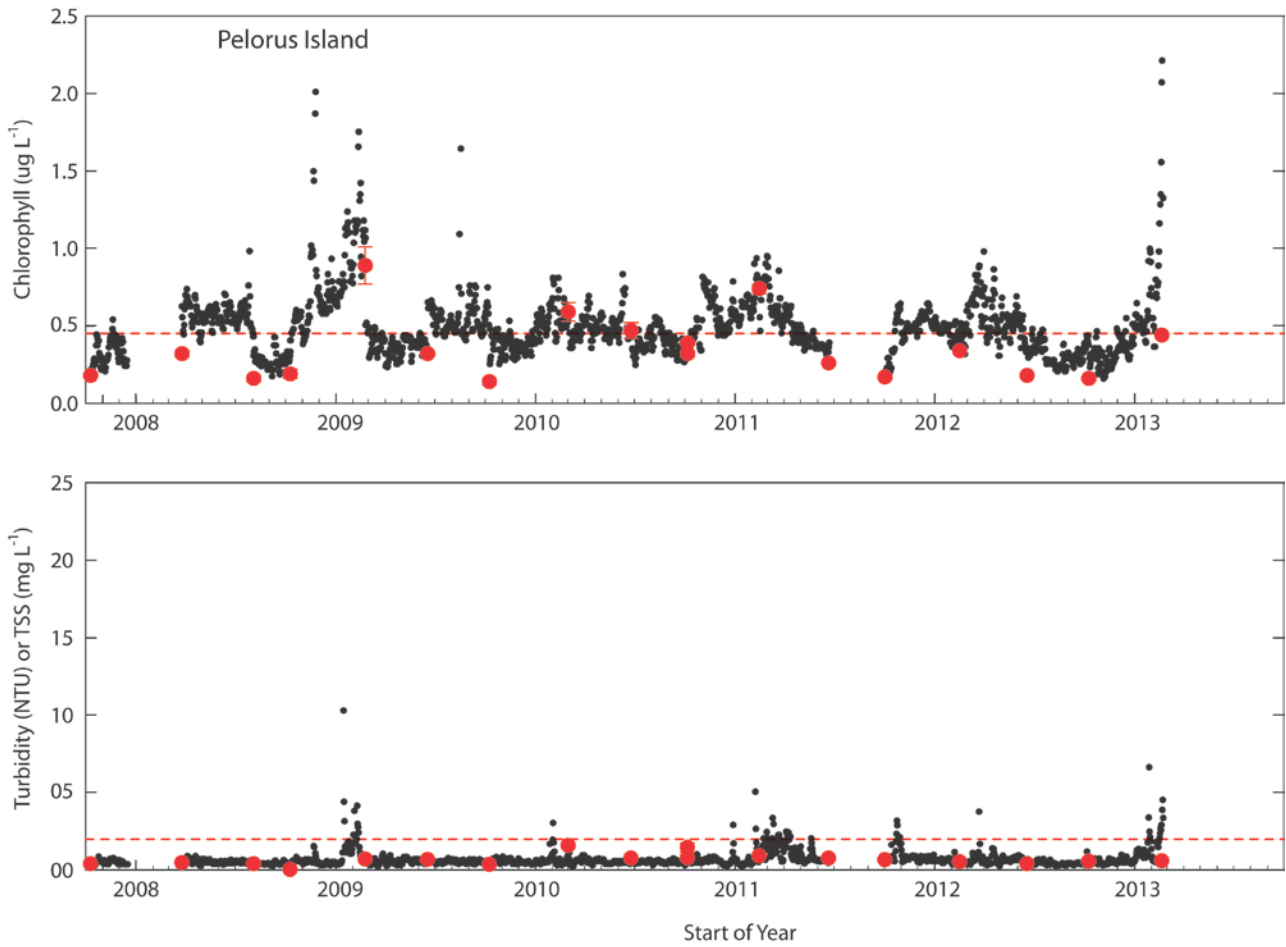 Pelorus Island
Chlorophyll (ug L⁻¹)
2.5
2.0
1.5
1.0
0.5
0.0
2008 2009 2010 2011 2012 2013
Turbidity (NTU) or TSS (mg L⁻¹)
25
20
15
10
05
00
2008 2009 2010 2011 2012 2013
Start of Year